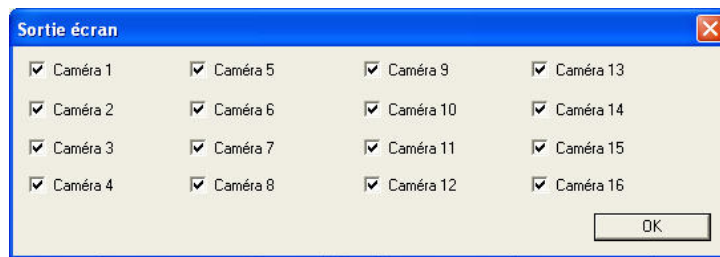 Sortie écran
Caméra 1 Caméra 5 Caméra 9 Caméra 13
Caméra 2 Caméra 6 Caméra 10 Caméra 14
Caméra 3 Caméra 7 Caméra 11 Caméra 15
Caméra 4 Caméra 8 Caméra 12 Caméra 16
OK